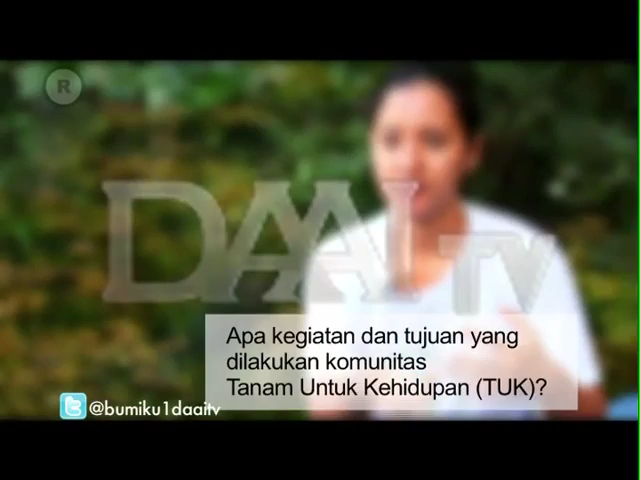 R
DAAI TV
Apa kegiatan dan tujuan yang
dilakukan komunitas
Tanam Untuk Kehidupan (TUK)?
@bumiku1daaitv